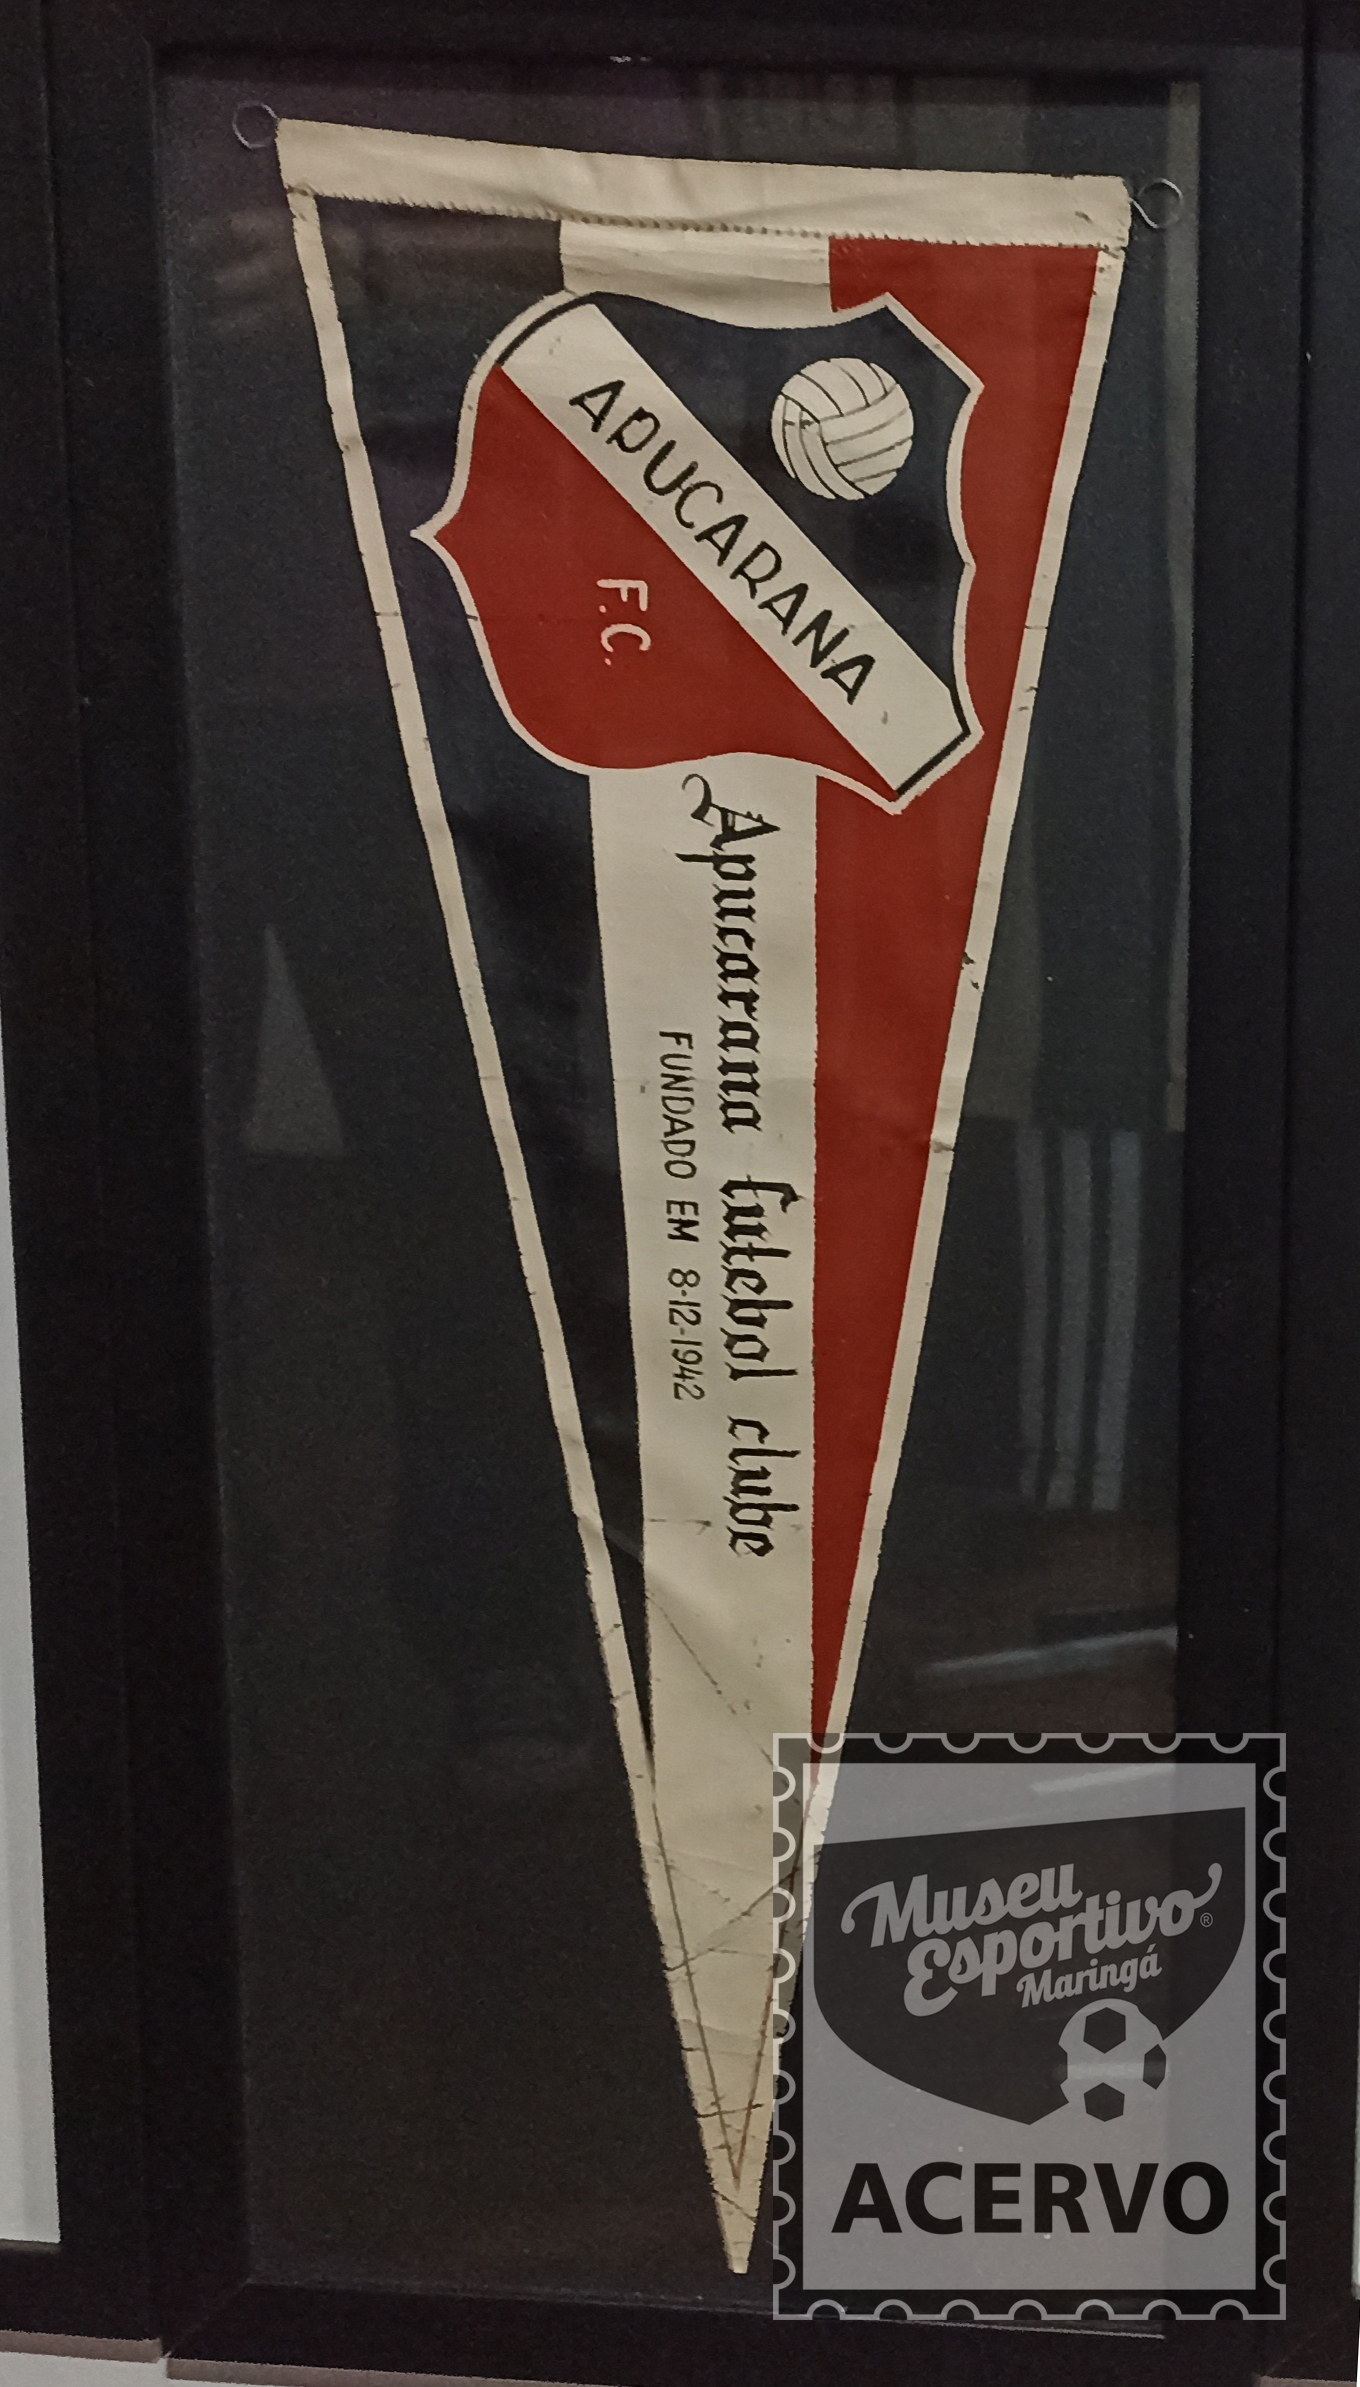 APUCARANA
F.C.
Apucarana futebol clube
FUNDADO EM 8-12-1942
Museu
Esportivo®
Maringá
ACERVO